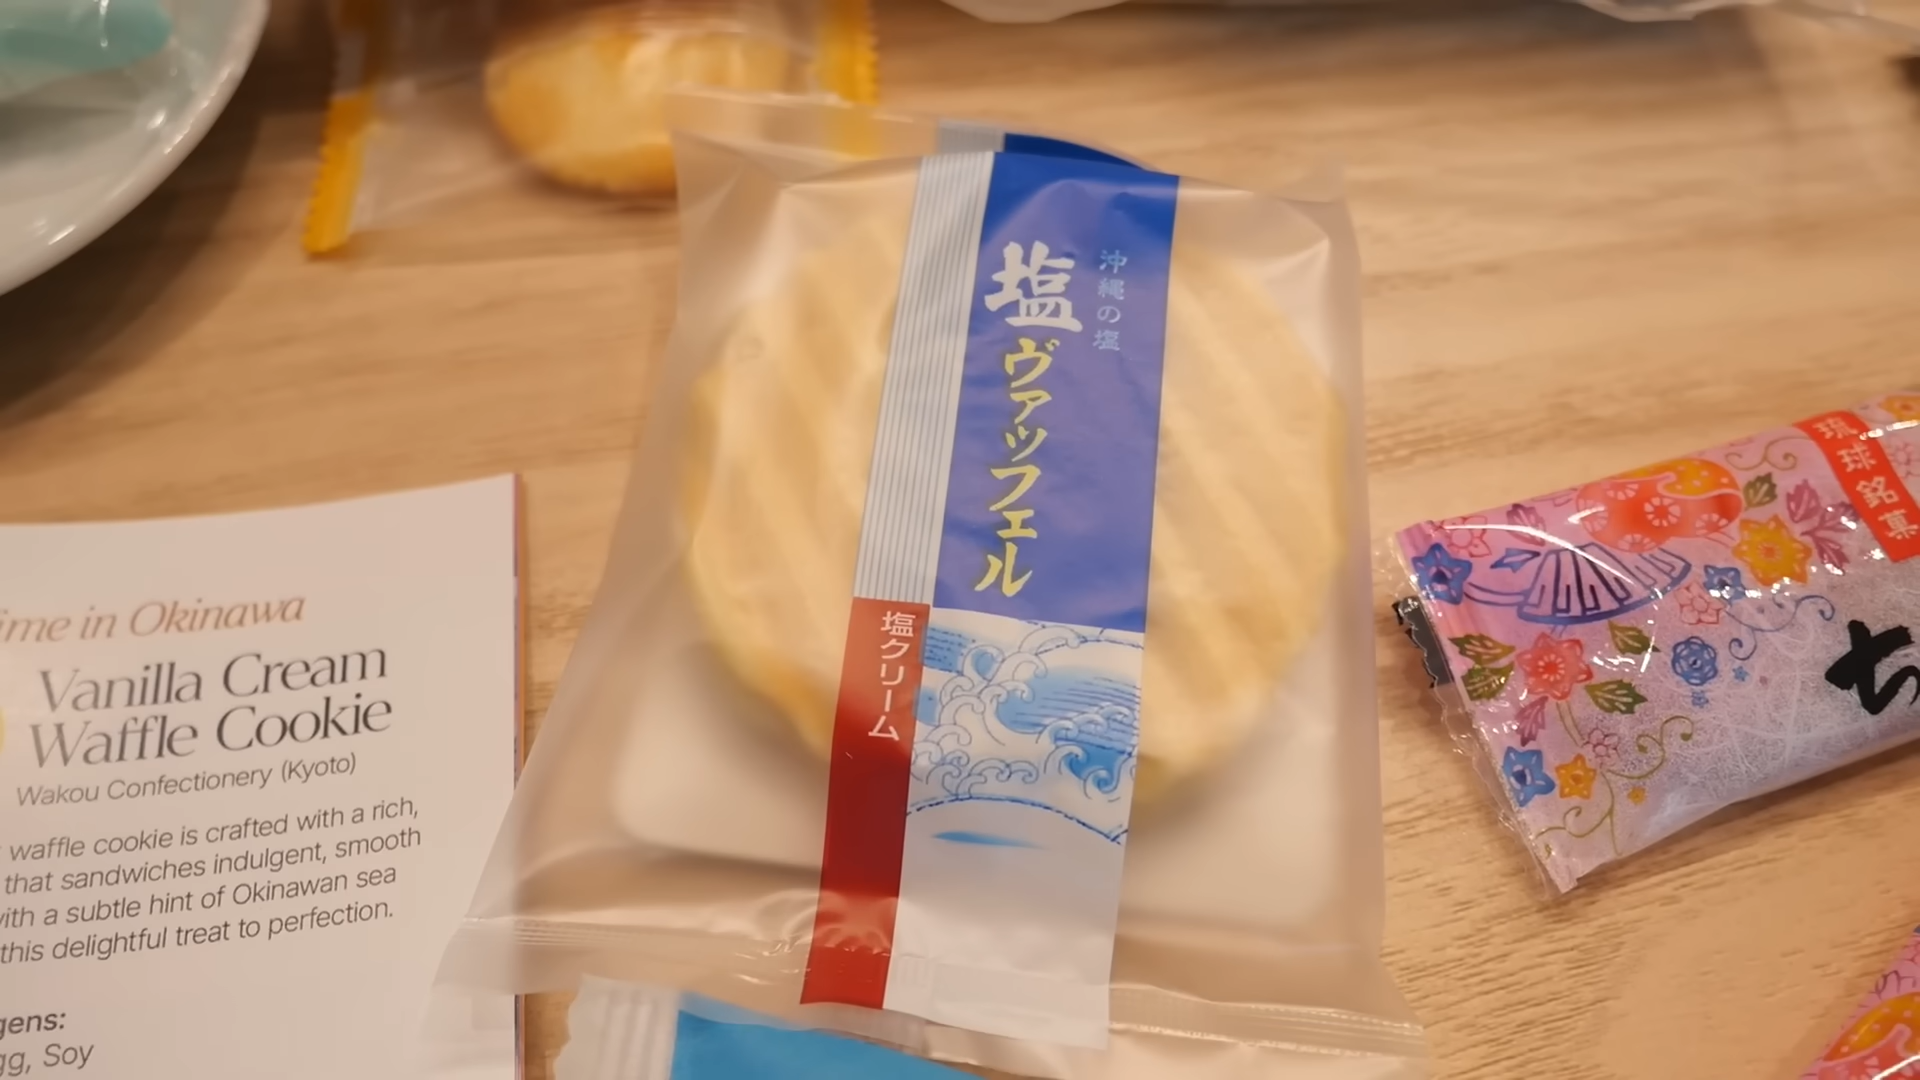 沖縄の塩
塩ヴァッフェル
塩クリーム
ime in Okinawa
Vanilla Cream
Waffle Cookie
Wakou Confectionery (Kyoto)
waffle cookie is crafted with a rich,
that sandwiches indulgent, smooth
with a subtle hint of Okinawan sea
this delightful treat to perfection.
gens:
gg, Soy
琉球銘菓
ち